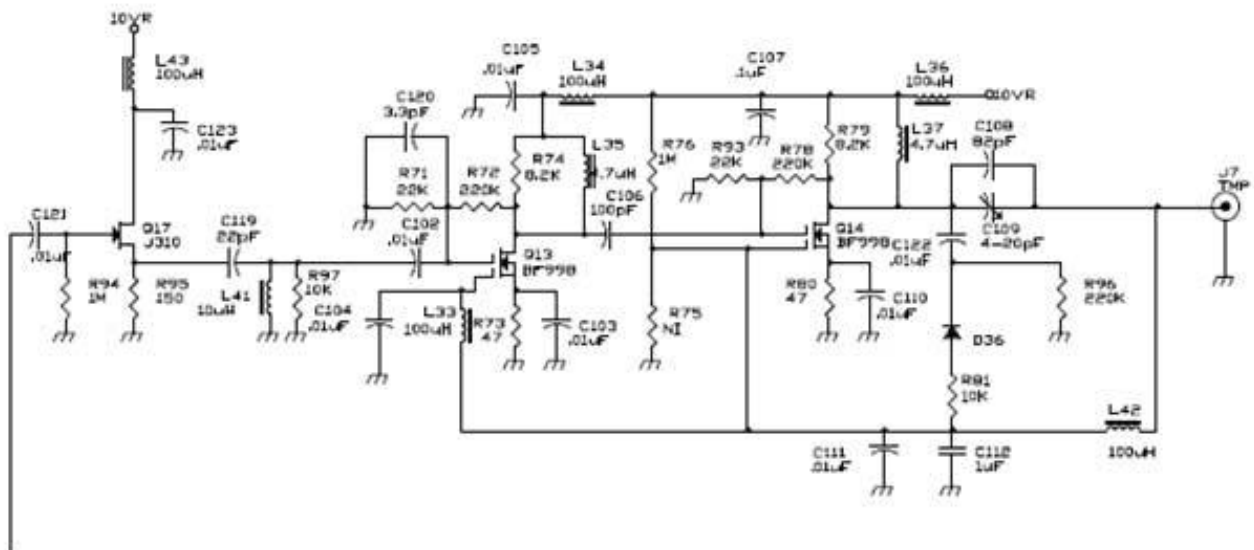 10VR
L43
100uH
C123
.01uF
C105
.01uF
L34
100uH
C107
.1uF
L36
100uH
10VR
C120
3.3pF
R71
22K
R72
220K
R74
8.2K
L35
4.7uH
R76
1M
R93
22K
R78
220K
R79
8.2K
L37
4.7uH
C108
82pF
J7
TMP
C121
.01uF
Q17
J310
C119
22pF
C102
.01uF
C106
100pF
Q13
BF998
Q14
BF998
C109
4-20pF
C122
.01uF
R94
1M
R95
150
L41
10uH
R97
10K
C104
.01uF
L33
100uH
R73
47
C103
.01uF
R75
NI
R80
47
C110
.01uF
R96
220K
D36
R81
10K
L42
100uH
C111
.01uF
C112
1uF